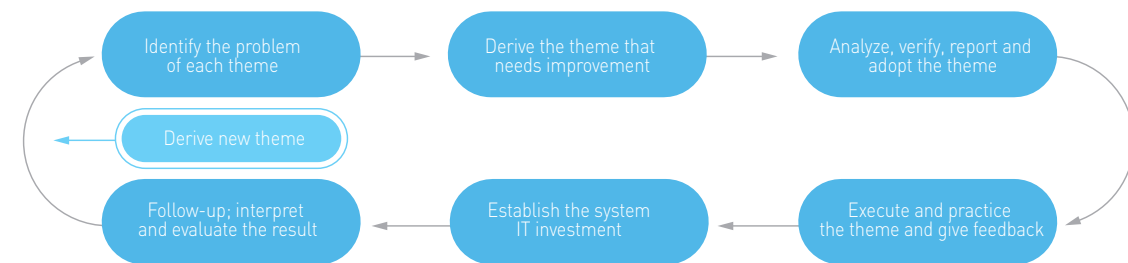 Identify the problem
of each theme
Derive the theme that
needs improvement
Analyze, verify, report and
adopt the theme
Derive new theme
Follow-up; interpret
and evaluate the result
Establish the system
IT investment
Execute and practice
the theme and give feedback